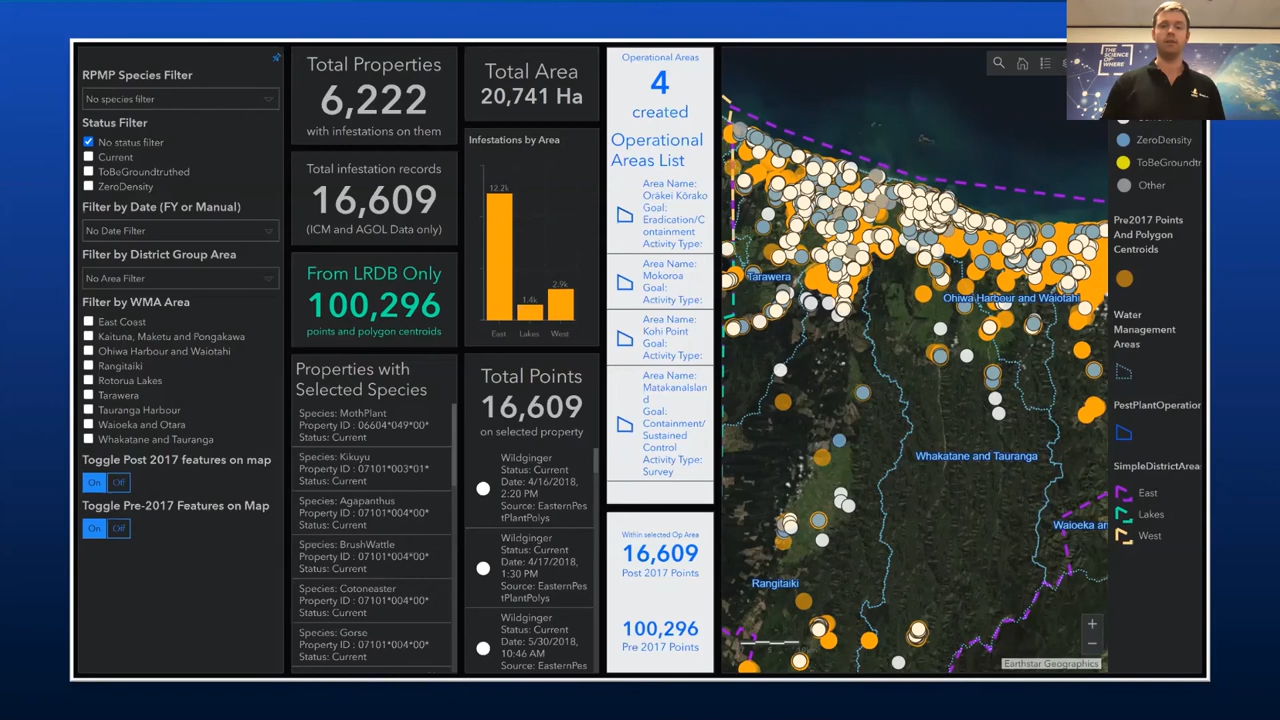 RPMP Species Filter
No species filter
Status Filter
No status filter
Current
ToBeGroundtruthed
ZeroDensity
Filter by Date (FY or Manual)
No Date Filter
Filter by District Group Area
No Area Filter
Filter by WMA Area
East Coast
Kaituna, Maketu and Pongakawa
Ohiwa Harbour and Waiotahi
Rangitaiki
Rotorua Lakes
Tarawera
Tauranga Harbour
Waioeka and Otara
Whakatane and Tauranga
Toggle Post 2017 features on map
On Off
Toggle Pre-2017 Features on Map
On Off
Total Properties
6,222
with infestations on them
Total infestation records
16,609
(ICM and AGOL Data only)
From LRDB Only
100,296
points and polygon centroids
Properties with
Selected Species
Species: MothPlant
Property ID : 06604*049*00*
Status: Current
Species: Kikuyu
Property ID : 07101*003*01*
Status: Current
Species: Agapanthus
Property ID : 07101*004*00*
Status: Current
Species: BrushWattle
Property ID : 07101*004*00*
Status: Current
Species: Cotoneaster
Property ID : 07101*004*00*
Status: Current
Species: Gorse
Property ID : 07101*004*00*
Status: Current
Total Area
20,741 Ha
Infestations by Area
12.2k
1.4k
2.9k
East Lakes West
Total Points
16,609
on selected property
Wildginger
Status: Current
Date: 4/16/2018,
2:20 PM
Source: EasternPes
tPlantPolys
Wildginger
Status: Current
Date: 4/17/2018,
1:30 PM
Source: EasternPes
tPlantPolys
Wildginger
Status: Current
Date: 5/30/2018,
10:46 AM
Source: EasternPes
Operational Areas
4
created
Operational
Areas List
Area Name:
Orākei Kōrako
Goal:
Eradication/C
ontainment
Activity Type:
Area Name:
Mokoroa
Goal:
Activity Type:
Area Name:
Kohi Point
Goal:
Activity Type:
Area Name:
MatakanaIslan
d
Goal:
Containment/
Sustained
Control
Activity Type:
Survey
Within selected Op Area
16,609
Post 2017 Points
100,296
Pre 2017 Points
Tarawera
Ohiwa Harbour and Waiotahi
Whakatane and Tauranga
Waioeka an
Rangitaiki
Earthstar Geographics
THE
SCIENCE
OF
WHERE
ZeroDensity
ToBeGroundtr
Other
Pre2017 Points
And Polygon
Centroids
Water
Management
Areas
PestPlantOperation
SimpleDistrictArea
East
Lakes
West